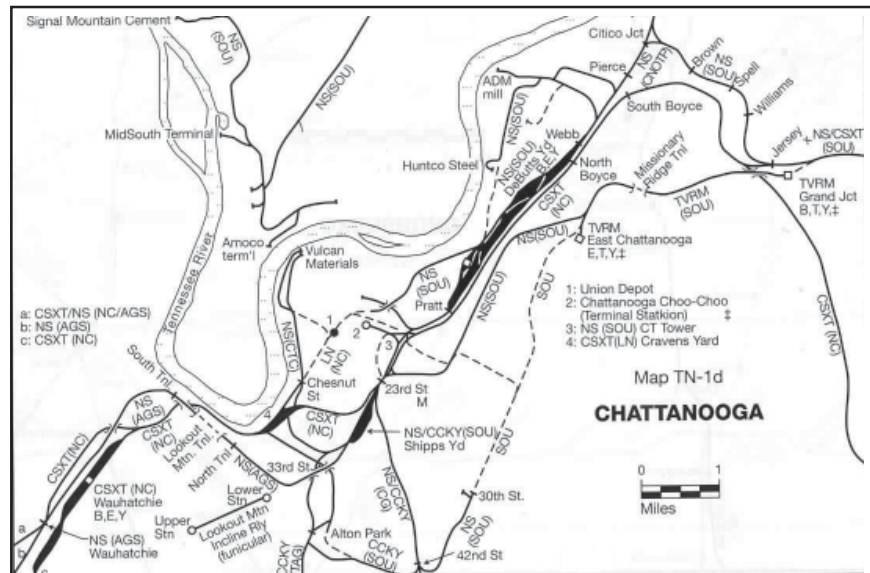 Signal Mountain Cement
NS
(SOU)
NS(SOU)
MidSouth Terminal
Tennessee River
Amoco
term'l
Vulcan
Materials
ADM
mill
NS(SOU)
Huntco Steel
NS(SOU)
DeButts Yd
B,E,Y
CSXT
(NC)
Webb
North
Boyce
Citico Jct
Pierce
NS
(CNOTP)
South Boyce
Brown
NS
(SOU)
Spell
Williams
Jersey
NS/CSXT
(SOU)
x
Missionary
Ridge Tnl
TVRM
(SOU)
TVRM
Grand Jct
B,T,Y,‡
NS(SOU)
TVRM
East Chattanooga
E,T,Y,‡
SOU
CSXT (NC)
a: CSXT/NS (NC/AGS)
b: NS (AGS)
c: CSXT (NC)
1: Union Depot
2: Chattanooga Choo-Choo
(Terminal Statkion) ‡
3: NS (SOU) CT Tower
4: CSXT(LN) Cravens Yard
Map TN-1d
CHATTANOOGA
0 1
Miles
NS
(SOU)
Pratt
NS(SOU)
1
2
3
LN
(NC)
NS(CTC)
Chesnut
St
4
23rd St
M
CSXT
(NC)
NS/CCKY(SOU)
Shipps Yd
South Tnl
NS
(AGS)
CSXT
(NC)
Lookout
Mtn. Tnl.
North Tnl
NS(AGS)
33rd St.
CSXT(NC)
CSXT (NC)
Wauhatchie
B,E,Y
NS (AGS)
Wauhatchie
a
b
Lower
Stn
Upper
Stn
Lookout Mtn
Incline Rly
(funicular)
Alton Park
CCKY
(TAG)
CCKY
(SOU)
NS/CCKY
(CG)
42nd St
30th St.
NS
(SOU)
SOU